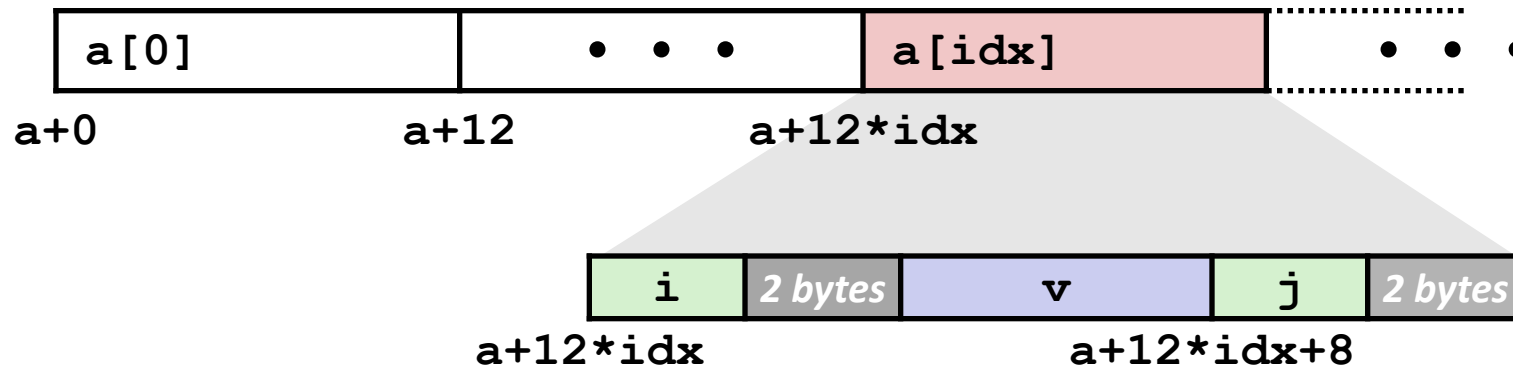 a[0] • • • a[idx] • • •
a+0 a+12 a+12*idx
i 2 bytes v j 2 bytes
a+12*idx a+12*idx+8